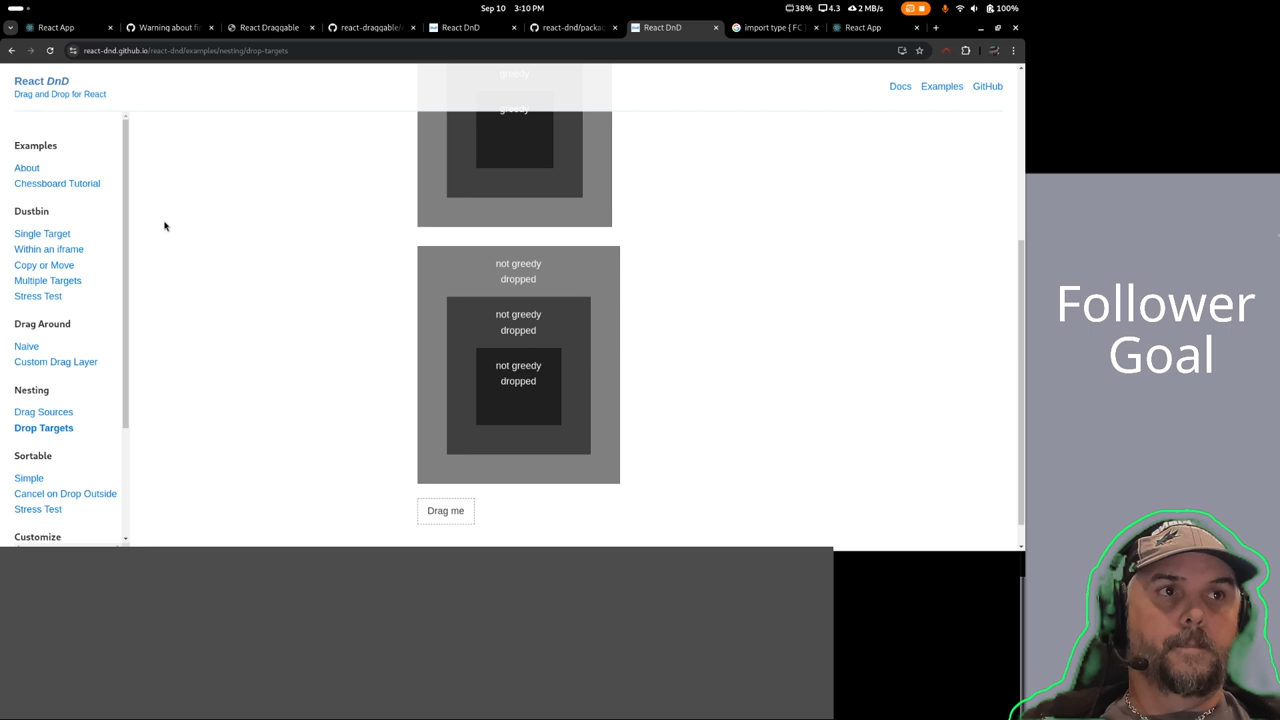 Sep 10 3:10 PM
38% 4.3 2 MB/s 100%
React App
Warning about fi
React Draggable
react-draggable/
React DnD
react-dnd/packa
React DnD
import type { FC
React App
react-dnd.github.io/react-dnd/examples/nesting/drop-targets
React DnD
Drag and Drop for React
Docs Examples GitHub
Examples
About
Chessboard Tutorial
Dustbin
Single Target
Within an iframe
Copy or Move
Multiple Targets
Stress Test
Drag Around
Naive
Custom Drag Layer
Nesting
Drag Sources
Drop Targets
Sortable
Simple
Cancel on Drop Outside
Stress Test
Customize
greedy
greedy
not greedy
dropped
not greedy
dropped
not greedy
dropped
Drag me
Follower
Goal